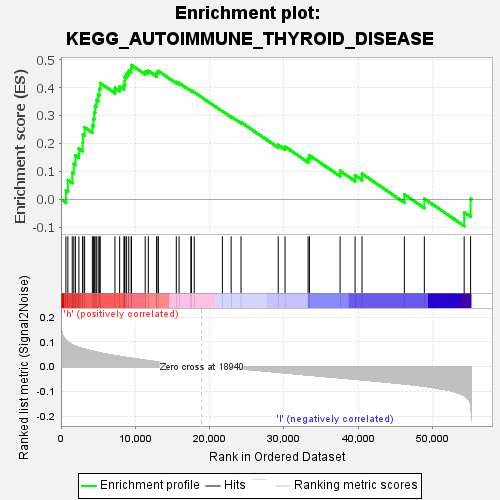 Enrichment plot:
KEGG_AUTOIMMUNE_THYROID_DISEASE
Enrichment score (ES)
0.5
0.4
0.3
0.2
0.1
0.0
-0.1
'h' (positively correlated)
Ranked list metric (Signal2Noise)
0.2
0.1
0.0
-0.1
-0.2
Zero cross at 18940
'l' (negatively correlated)
0 10,000 20,000 30,000 40,000 50,000
Rank in Ordered Dataset
Enrichment profile Hits Ranking metric scores